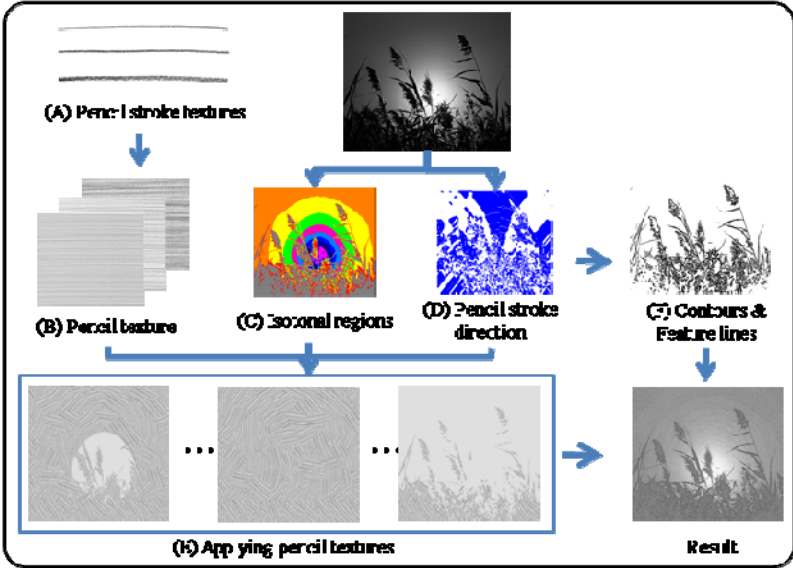 (A) Pencil stroke textures
(B) Pencil texture
(C) Isotonal regions
(D) Pencil stroke
direction
(F) Contours &
Feature lines
(E) Applying pencil textures
Result